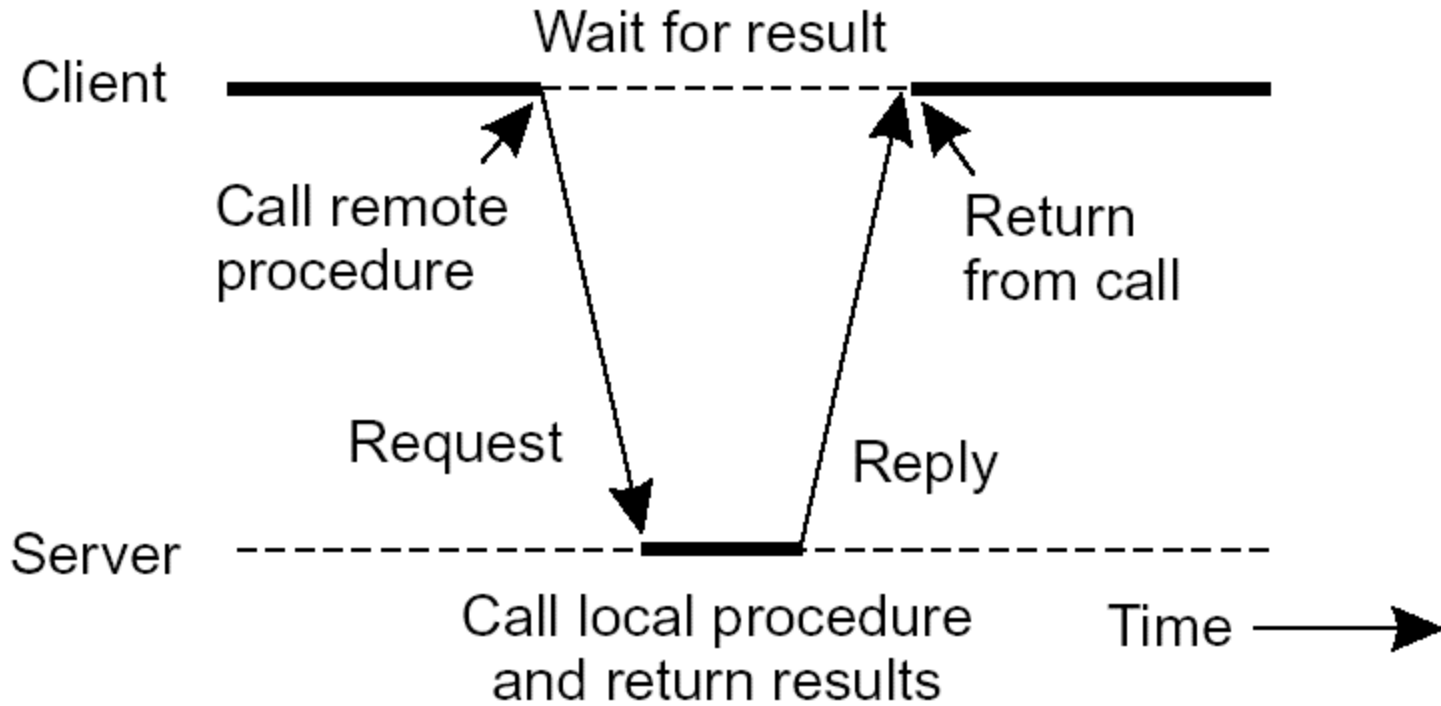 Wait for result
Client
Call remote
procedure
Return
from call
Request
Reply
Server
Call local procedure
and return results
Time